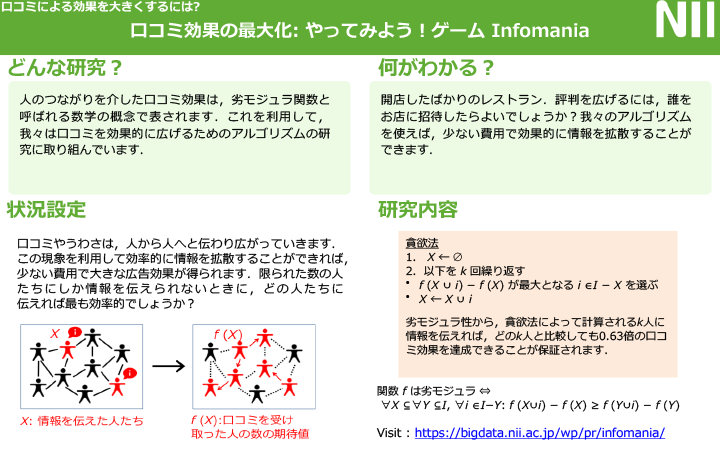 口コミによる効果を大きくするには?
口コミ効果の最大化: やってみよう！ゲーム Infomania
NII
どんな研究？
人のつながりを介した口コミ効果は，劣モジュラ関数と
呼ばれる数学の概念で表されます．これを利用して，
我々は口コミを効果的に広げるためのアルゴリズムの研
究に取り組んでいます．
何がわかる？
開店したばかりのレストラン．評判を広げるには，誰を
お店に招待したらよいでしょうか？我々のアルゴリズム
を使えば，少ない費用で効果的に情報を拡散することが
できます．
状況設定
口コミやうわさは，人から人へと伝わり広がっていきます．
この現象を利用して効率的に情報を拡散することができれば，
少ない費用で大きな広告効果が得られます．限られた数の人
たちにしか情報を伝えられないときに，どの人たちに
伝えれば最も効率的でしょうか？
X
f (X)
X: 情報を伝えた人たち
f (X):口コミを受け
取った人の数の期待値
研究内容
貪欲法
1. X ← ∅
2. 以下を k 回繰り返す
• f (X ∪ i) − f (X) が最大となる i ∈I − X を選ぶ
• X ← X ∪ i
劣モジュラ性から，貪欲法によって計算されるk人に
情報を伝えれば，どのk人と比較しても0.63倍の口コ
ミ効果を達成できることが保証されます．
関数 f は劣モジュラ ⇔
∀X ⊆∀Y ⊆I, ∀i ∈I−Y: f (X∪i) − f (X) ≥ f (Y∪i) − f (Y)
Visit : https://bigdata.nii.ac.jp/wp/pr/infomania/